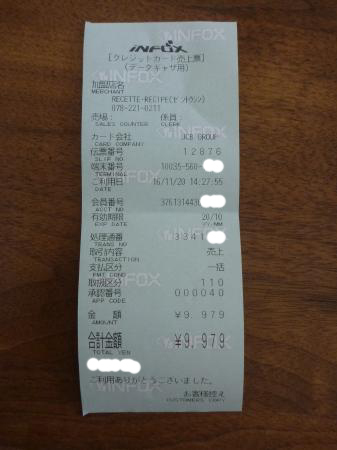 INFOX
[クレジットカード売上票]
(データキャプチャ用)
加盟店名
MERCHANT
RECETTE-RECIPE(ｾﾞﾝﾄｳｼﾝ)
078-221-0211
売場: 係員:
SALES COUNTER CLERK
カード会社 JCB GROUP
CARD COMPANY
伝票番号 12876
SLIP NO
端末番号 10035-560-
TERMINAL
ご利用日 16/11/20 14:27:55
DATE
会員番号
ACCT NO
有効期限 20/10
EXP DATE YY/MM
処理通番 3341
TRANS NO
取引内容 売上
TRANSACTION
支払区分 一括
PMT COND
取扱区分 110
承認番号 000040
APP CODE
金 額 ¥9,979
AMOUNT
合計金額 ¥9,979
TOTAL YEN
ご利用ありがとうございました。
お客様控え
CUSTOMERS COPY